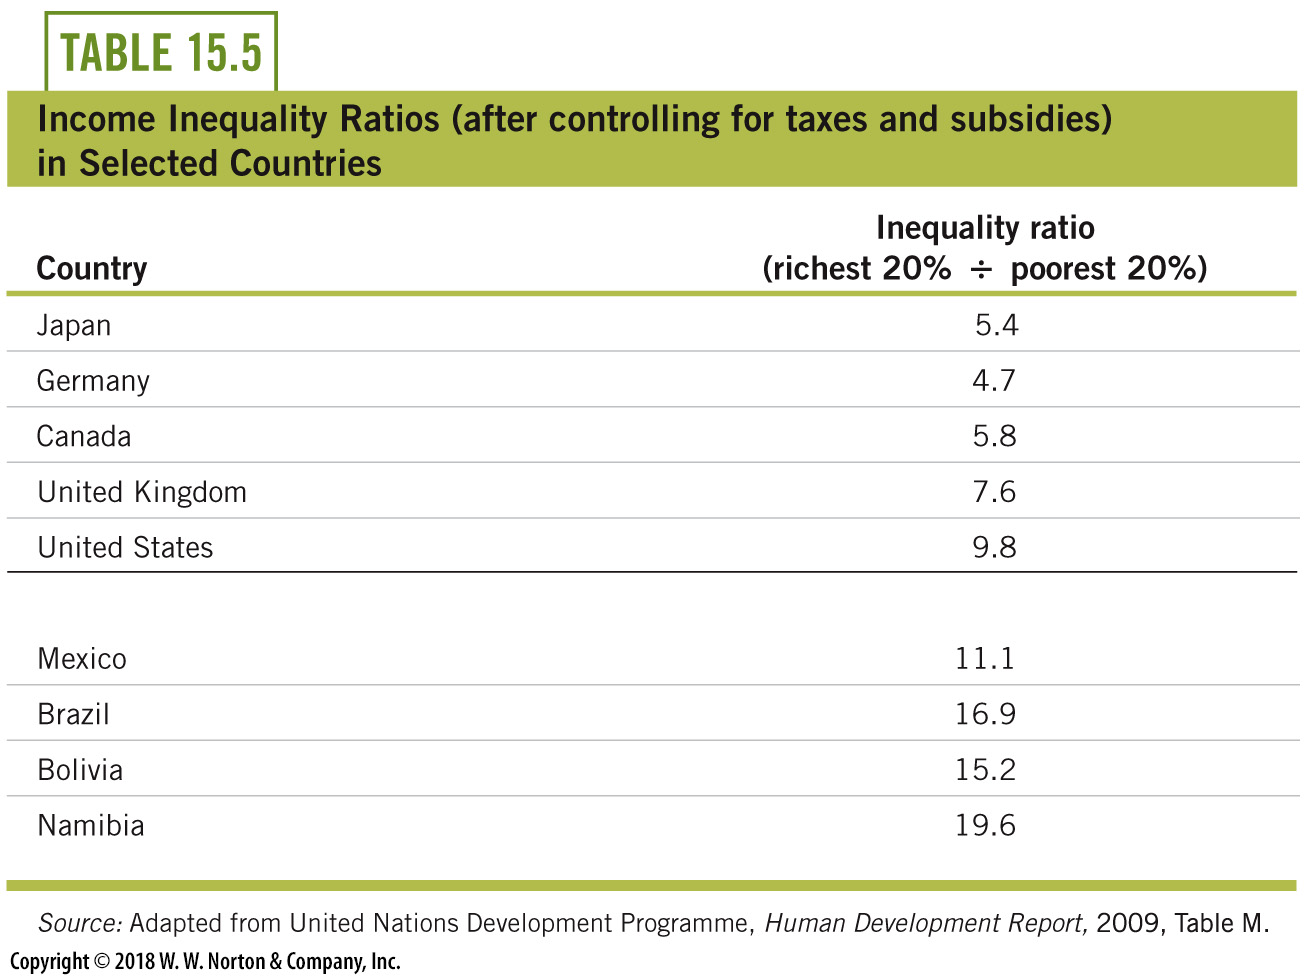 TABLE 15.5
Income Inequality Ratios (after controlling for taxes and subsidies)
in Selected Countries
Inequality ratio
Country (richest 20% ÷ poorest 20%)
Japan 5.4
Germany 4.7
Canada 5.8
United Kingdom 7.6
United States 9.8
Mexico 11.1
Brazil 16.9
Bolivia 15.2
Namibia 19.6
Source: Adapted from United Nations Development Programme, Human Development Report, 2009, Table M.
Copyright © 2018 W. W. Norton & Company, Inc.